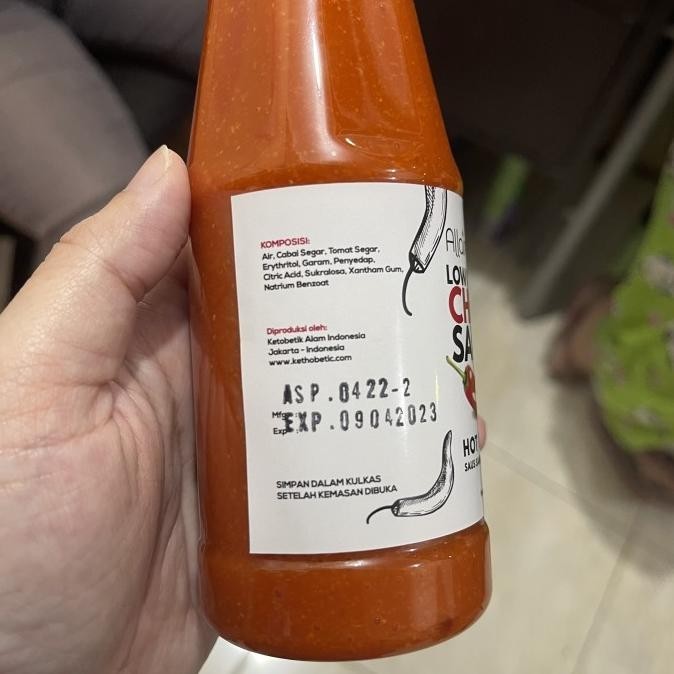 KOMPOSISI:
Air, Cabai Segar, Tomat Segar,
Erythritol, Garam, Penyedap,
Citric Acid, Sukralosa, Xantham Gum,
Natrium Benzoat
Diproduksi oleh:
Ketobetik Alam Indonesia
Jakarta - Indonesia
www.kethobetic.com
ASP.0422-2
EXP.09042023
SIMPAN DALAM KULKAS
SETELAH KEMASAN DIBUKA
LOW
HOT